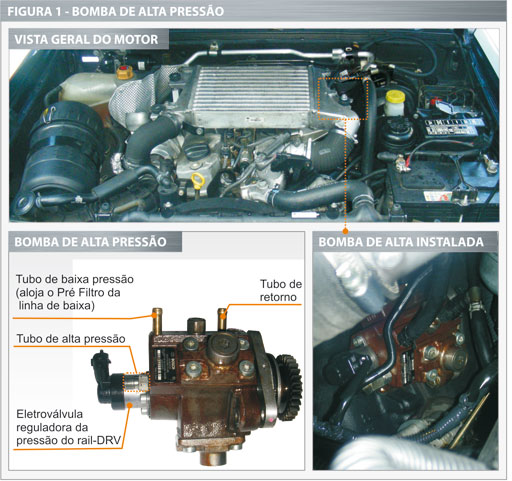 FIGURA 1 - BOMBA DE ALTA PRESSÃO
VISTA GERAL DO MOTOR
BOMBA DE ALTA PRESSÃO
BOMBA DE ALTA INSTALADA
Tubo de baixa pressão
(aloja o Pré Filtro da
linha de baixa)
Tubo de
retorno
Tubo de alta pressão
Eletroválvula
reguladora da
pressão do rail-DRV